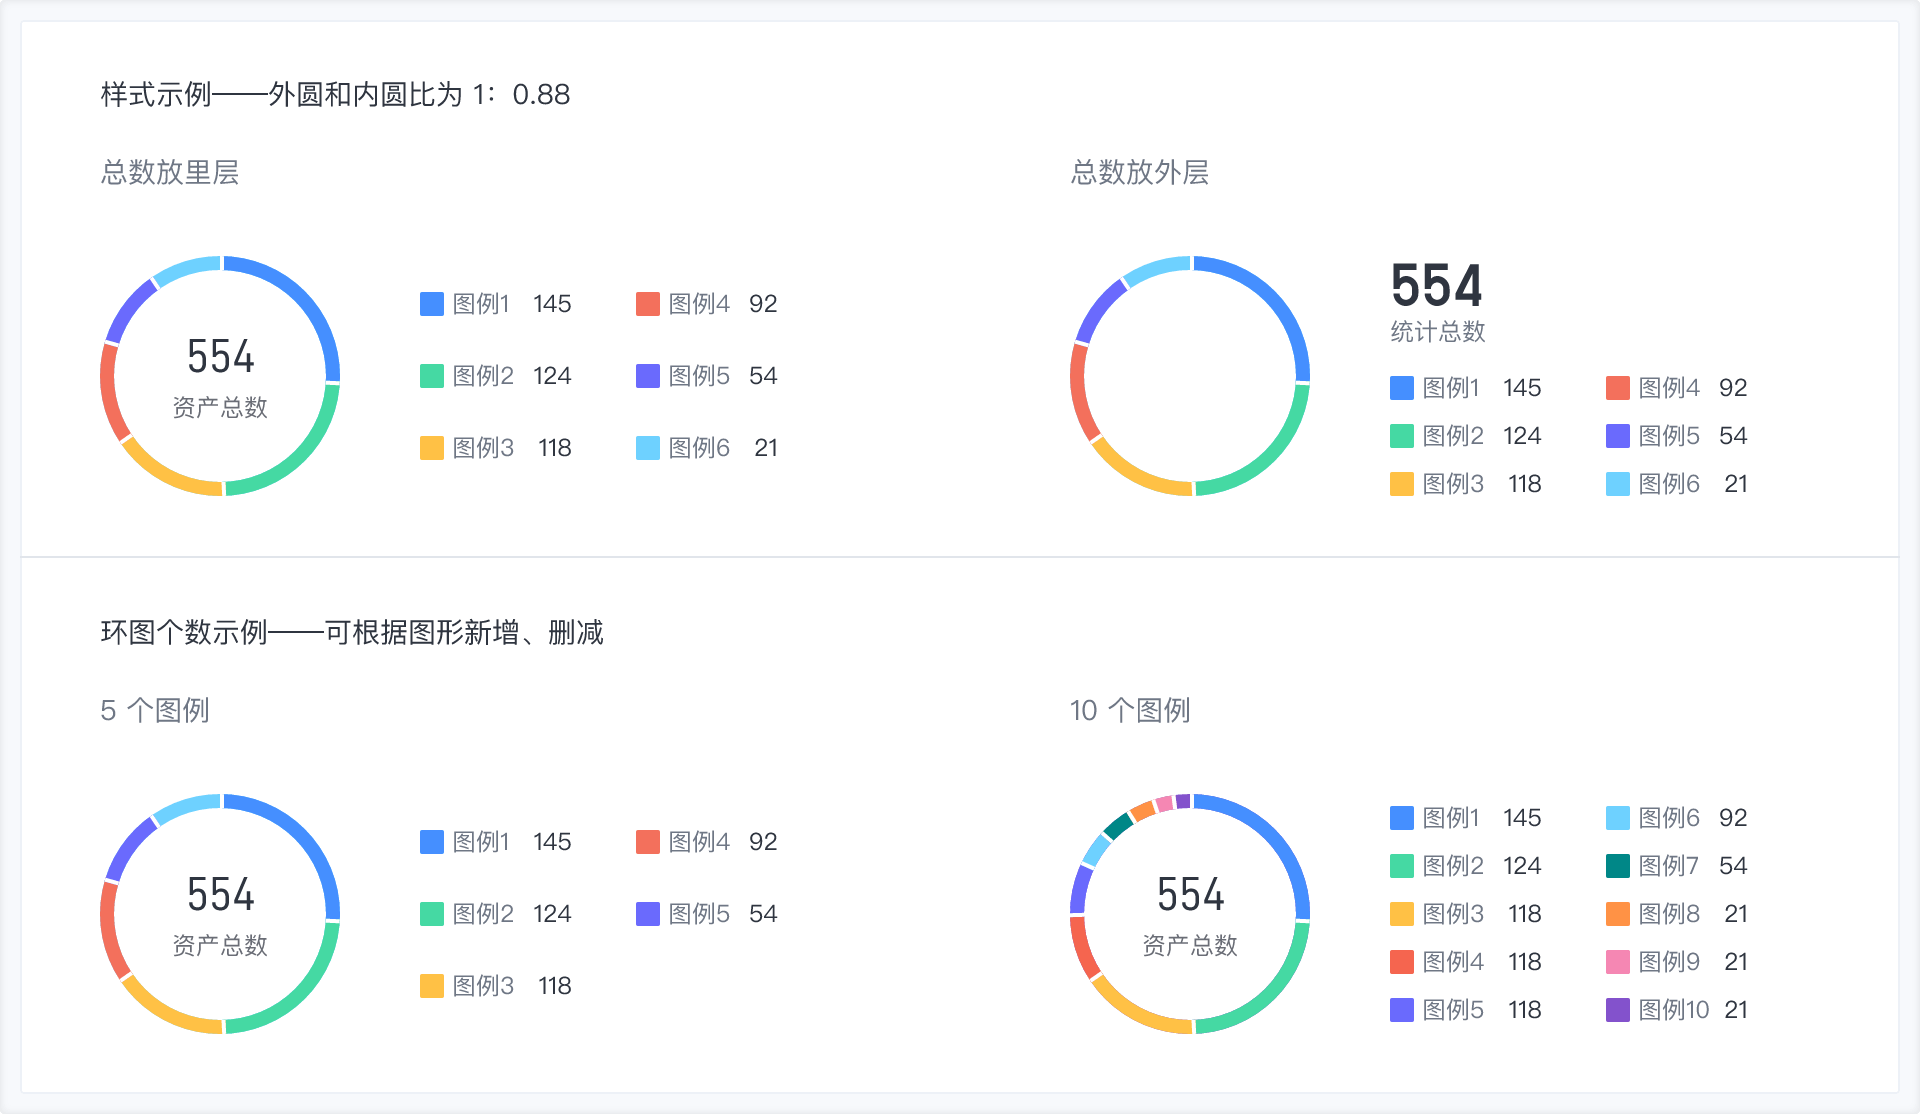 样式示例——外圆和内圆比为 1：0.88
总数放里层
554
资产总数
图例1 145 图例4 92
图例2 124 图例5 54
图例3 118 图例6 21
总数放外层
554
统计总数
图例1 145 图例4 92
图例2 124 图例5 54
图例3 118 图例6 21
环图个数示例——可根据图形新增、删减
5 个图例
554
资产总数
图例1 145 图例4 92
图例2 124 图例5 54
图例3 118
10 个图例
554
资产总数
图例1 145 图例6 92
图例2 124 图例7 54
图例3 118 图例8 21
图例4 118 图例9 21
图例5 118 图例10 21